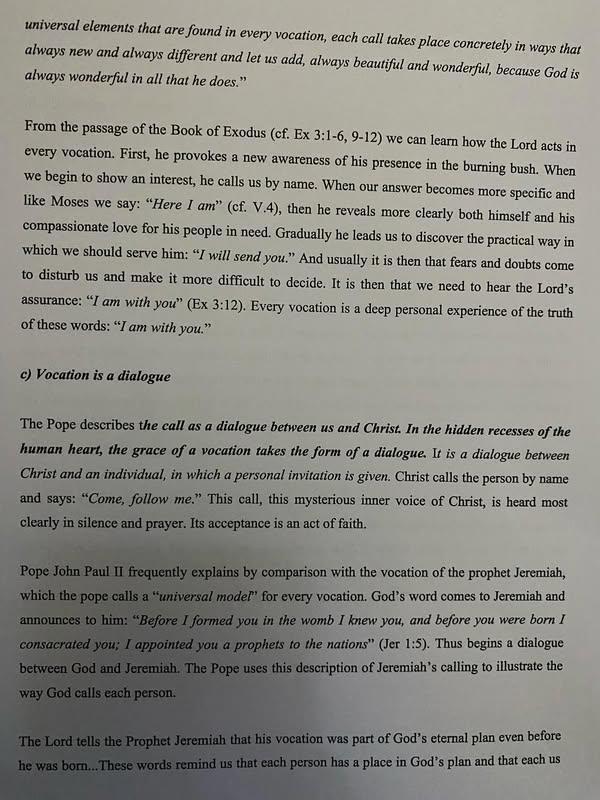 universal elements that are found in every vocation, each call takes place concretely in ways that
always new and always different and let us add, always beautiful and wonderful, because God is
always wonderful in all that he does.”
From the passage of the Book of Exodus (cf. Ex 3:1-6, 9-12) we can learn how the Lord acts in
every vocation. First, he provokes a new awareness of his presence in the burning bush. When
we begin to show an interest, he calls us by name. When our answer becomes more specific and
like Moses we say: “Here I am” (cf. V.4), then he reveals more clearly both himself and his
compassionate love for his people in need. Gradually he leads us to discover the practical way in
which we should serve him: “I will send you.” And usually it is then that fears and doubts come
to disturb us and make it more difficult to decide. It is then that we need to hear the Lord’s
assurance: “I am with you” (Ex 3:12). Every vocation is a deep personal experience of the truth
of these words: “I am with you.”
c) Vocation is a dialogue
The Pope describes the call as a dialogue between us and Christ. In the hidden recesses of the
human heart, the grace of a vocation takes the form of a dialogue. It is a dialogue between
Christ and an individual, in which a personal invitation is given. Christ calls the person by name
and says: “Come, follow me.” This call, this mysterious inner voice of Christ, is heard most
clearly in silence and prayer. Its acceptance is an act of faith.
Pope John Paul II frequently explains by comparison with the vocation of the prophet Jeremiah,
which the pope calls a “universal model” for every vocation. God’s word comes to Jeremiah and
announces to him: “Before I formed you in the womb I knew you, and before you were born I
consacrated you; I appointed you a prophets to the nations” (Jer 1:5). Thus begins a dialogue
between God and Jeremiah. The Pope uses this description of Jeremiah’s calling to illustrate the
way God calls each person.
The Lord tells the Prophet Jeremiah that his vocation was part of God’s eternal plan even before
he was born...These words remind us that each person has a place in God’s plan and that each us